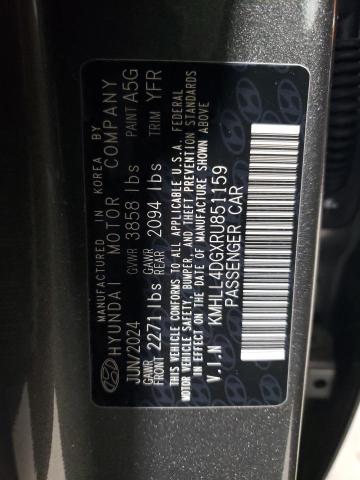 MANUFACTURED IN KOREA BY
HYUNDAI MOTOR COMPANY
JUN/2024 GVWR 3858 lbs PAINT A5G
GAWR FRONT 2271 lbs GAWR REAR 2094 lbs TRIM YFR
THIS VEHICLE CONFORMS TO ALL APPLICABLE U.S.A. FEDERAL
MOTOR VEHICLE SAFETY, BUMPER, AND THEFT PREVENTION STANDARDS
IN EFFECT ON THE DATE OF MANUFACTURE SHOWN ABOVE.
V.I.N KMHLL4DGXRU851159
PASSENGER CAR